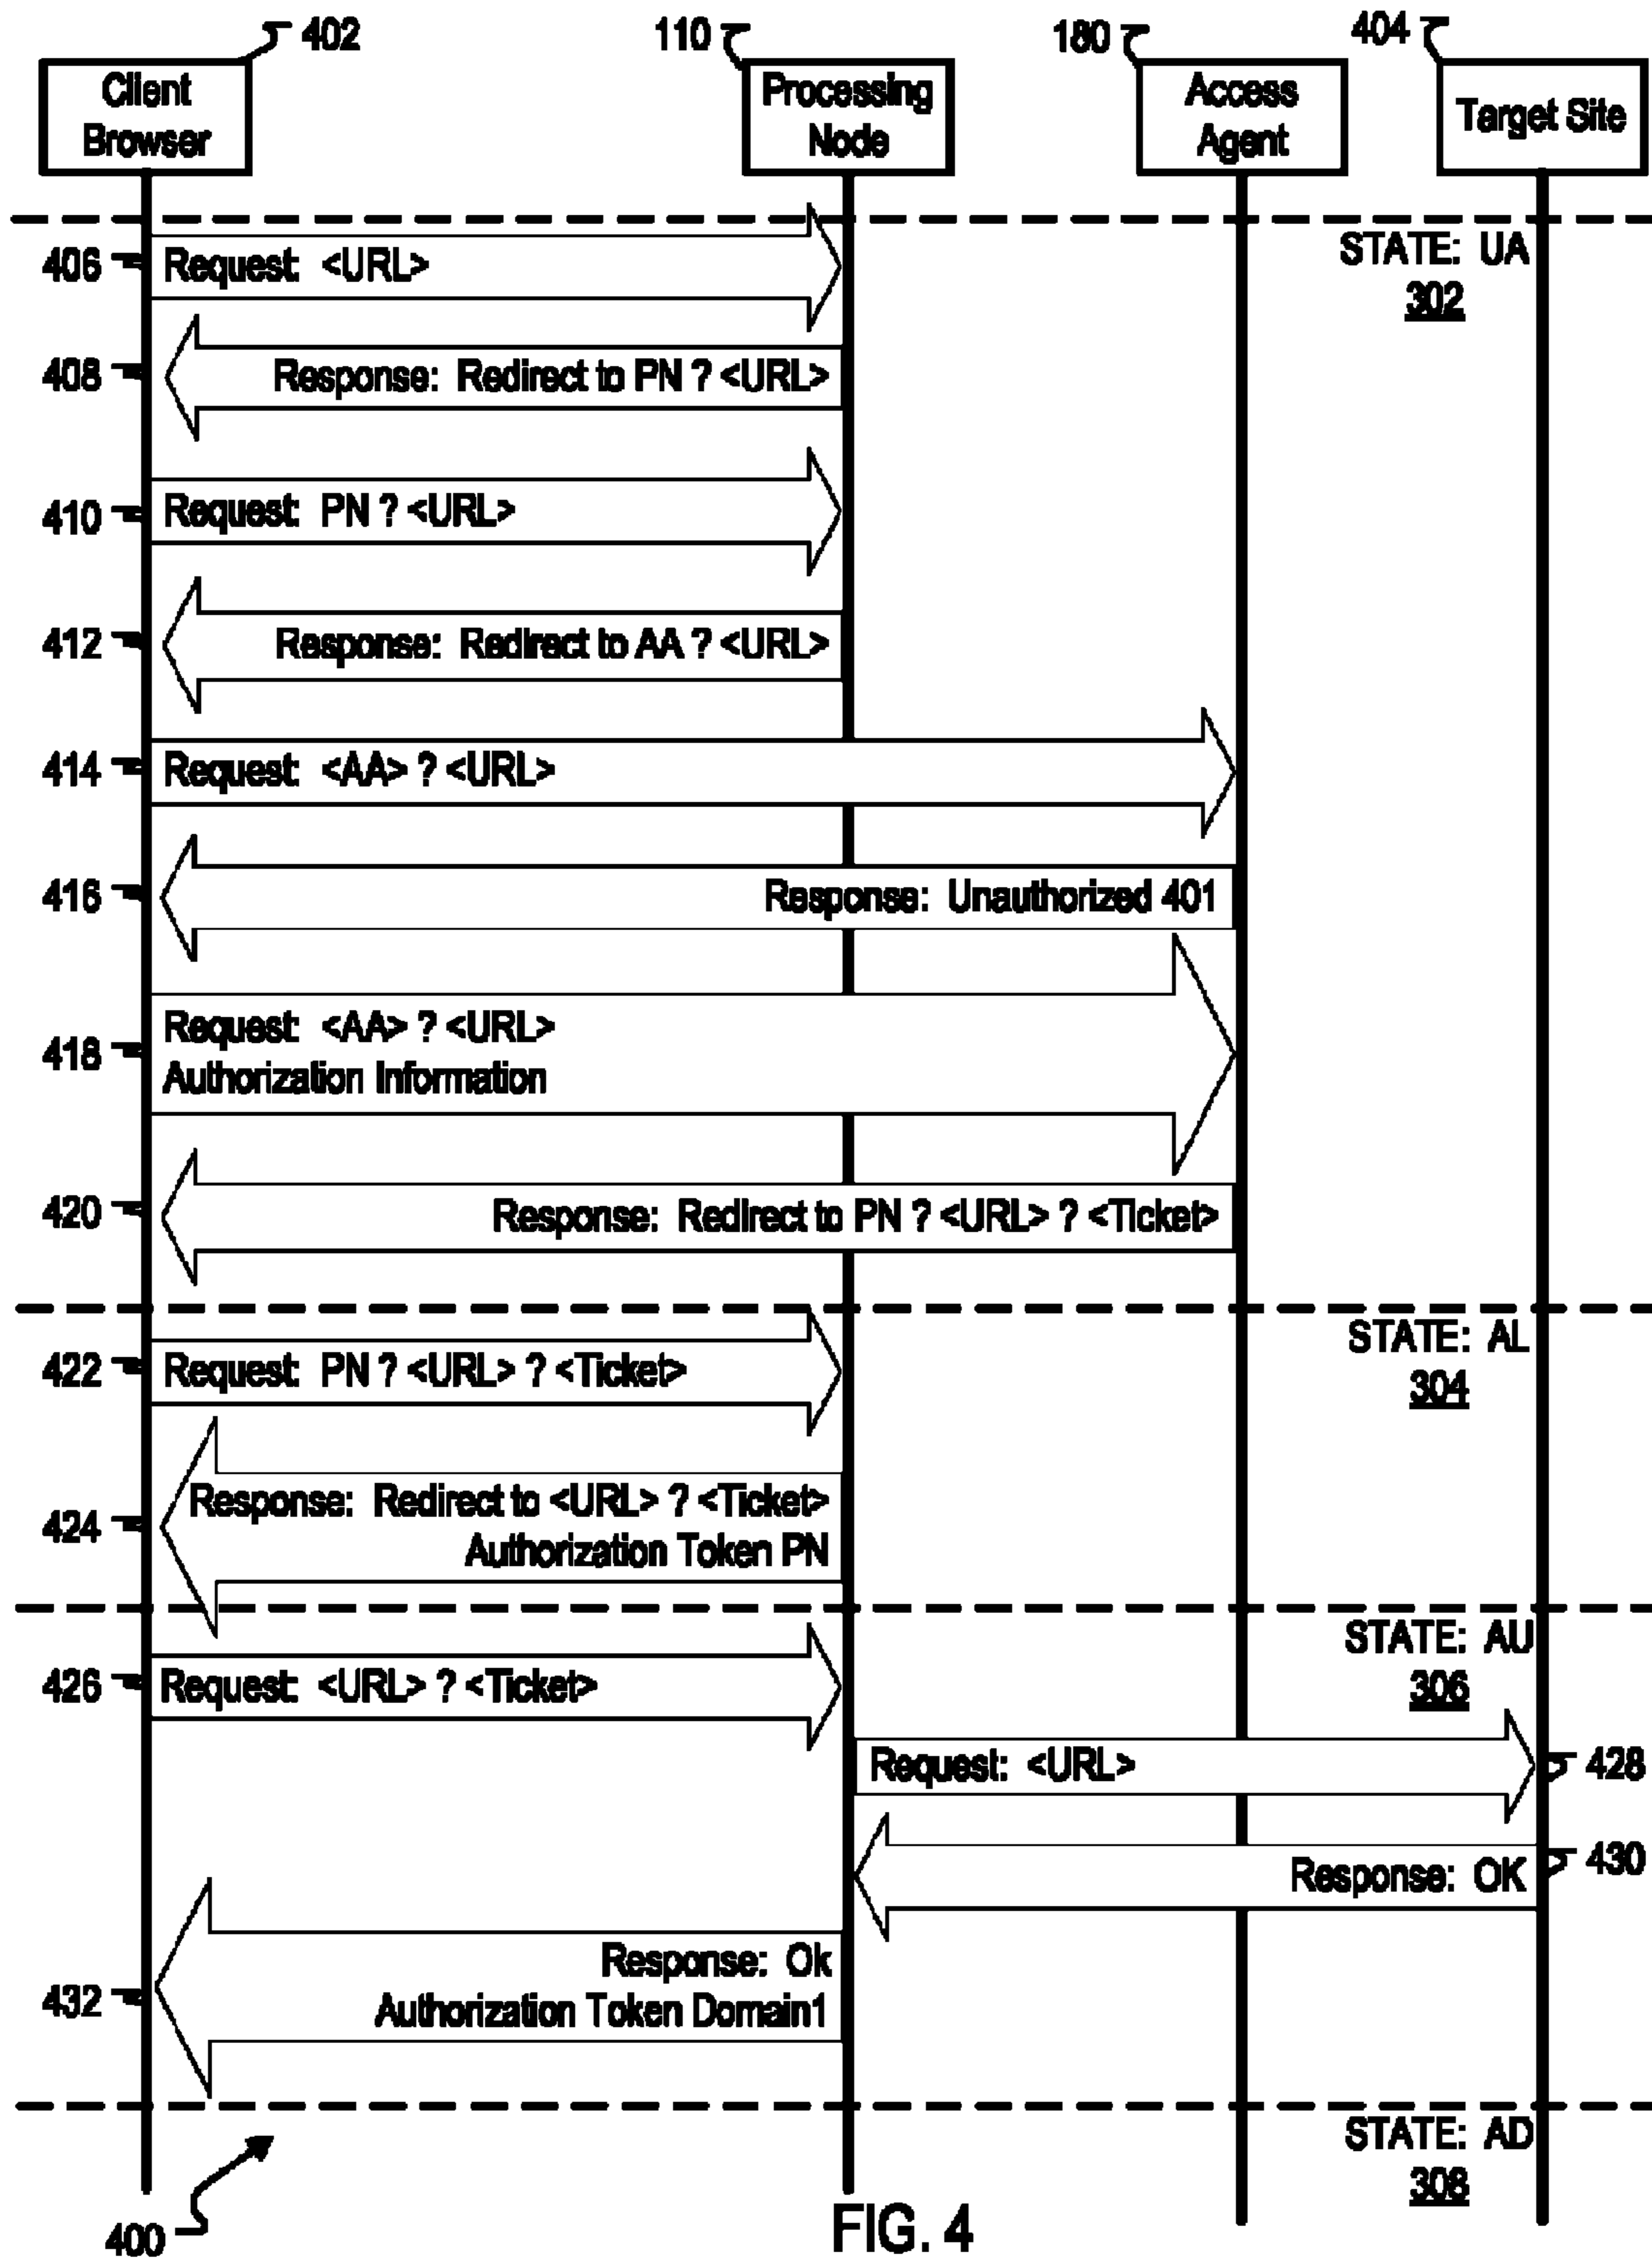 402
110
180
404
Client
Browser
Processing
Node
Access
Agent
Target Site
STATE: UA
302
406
Request: <URL>
408
Response: Redirect to PN ? <URL>
410
Request: PN ? <URL>
412
Response: Redirect to AA ? <URL>
414
Request: <AA> ? <URL>
416
Response: Unauthorized 401
418
Request: <AA> ? <URL>
Authorization Information
420
Response: Redirect to PN ? <URL> ? <Ticket>
STATE: AL
304
422
Request: PN ? <URL> ? <Ticket>
424
Response: Redirect to <URL> ? <Ticket>
Authorization Token PN
STATE: AU
306
426
Request: <URL> ? <Ticket>
Request: <URL>
428
Response: OK
430
432
Response: Ok
Authorization Token Domain1
STATE: AD
308
400
FIG. 4